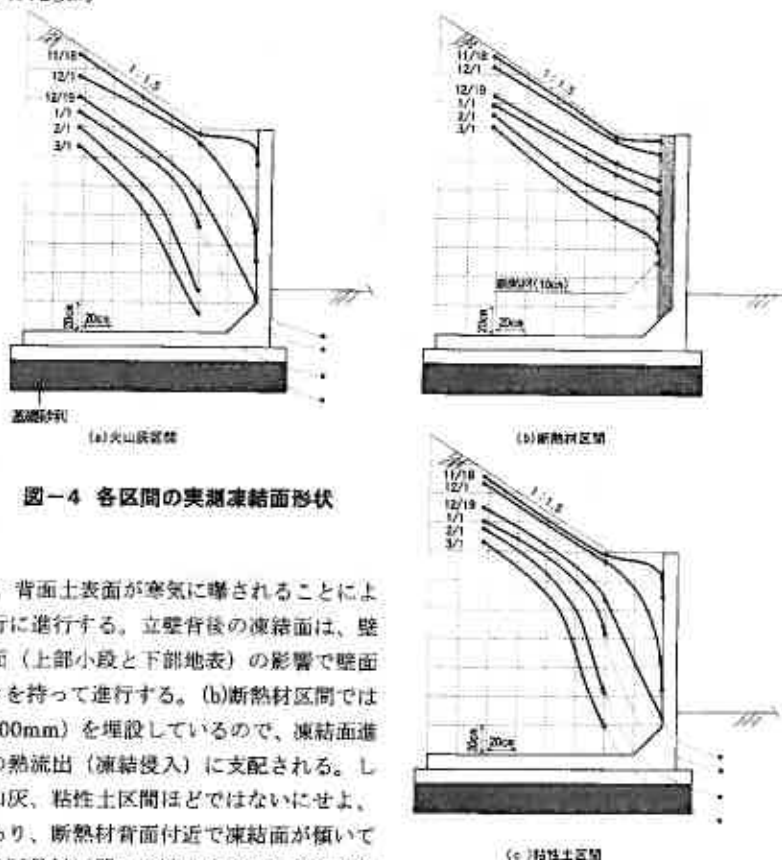 11/18
12/1
12/19
1/1
2/1
3/1
1:1.5
20cm
20cm
基礎砂利
(a)火山灰区間
11/18
12/1
12/19
1/1
2/1
3/1
1:1.5
断熱材(10cm)
20cm
20cm
(b)断熱材区間
図－4 各区間の実測凍結面形状
11/18
12/1
12/19
1/1
2/1
3/1
1:1.5
20cm
20cm
(c)粘性土区間
背面土表面が寒気に曝されることによ
行に進行する。立壁背後の凍結面は、壁
面（上部小段と下部地表）の影響で壁面
を持って進行する。(b)断熱材区間では
00mm）を埋設しているので、凍結面進
の熱流出（凍結侵入）に支配される。し
山灰、粘性土区間ほどではないにせよ、
あり、断熱材背面付近で凍結面が傾いて